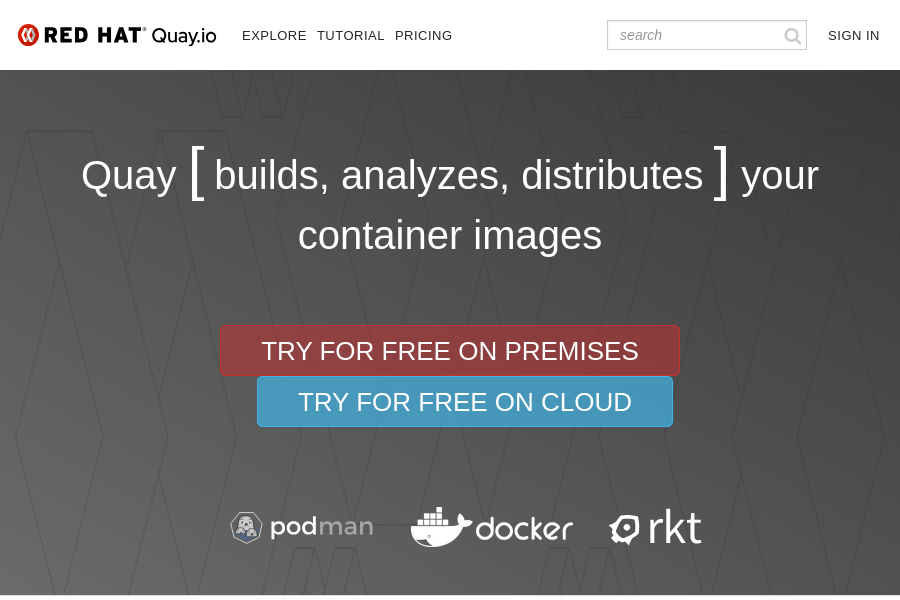 RED HAT® Quay.io EXPLORE TUTORIAL PRICING search SIGN IN
Quay [ builds, analyzes, distributes ] your
container images
TRY FOR FREE ON PREMISES
TRY FOR FREE ON CLOUD
podman docker rkt